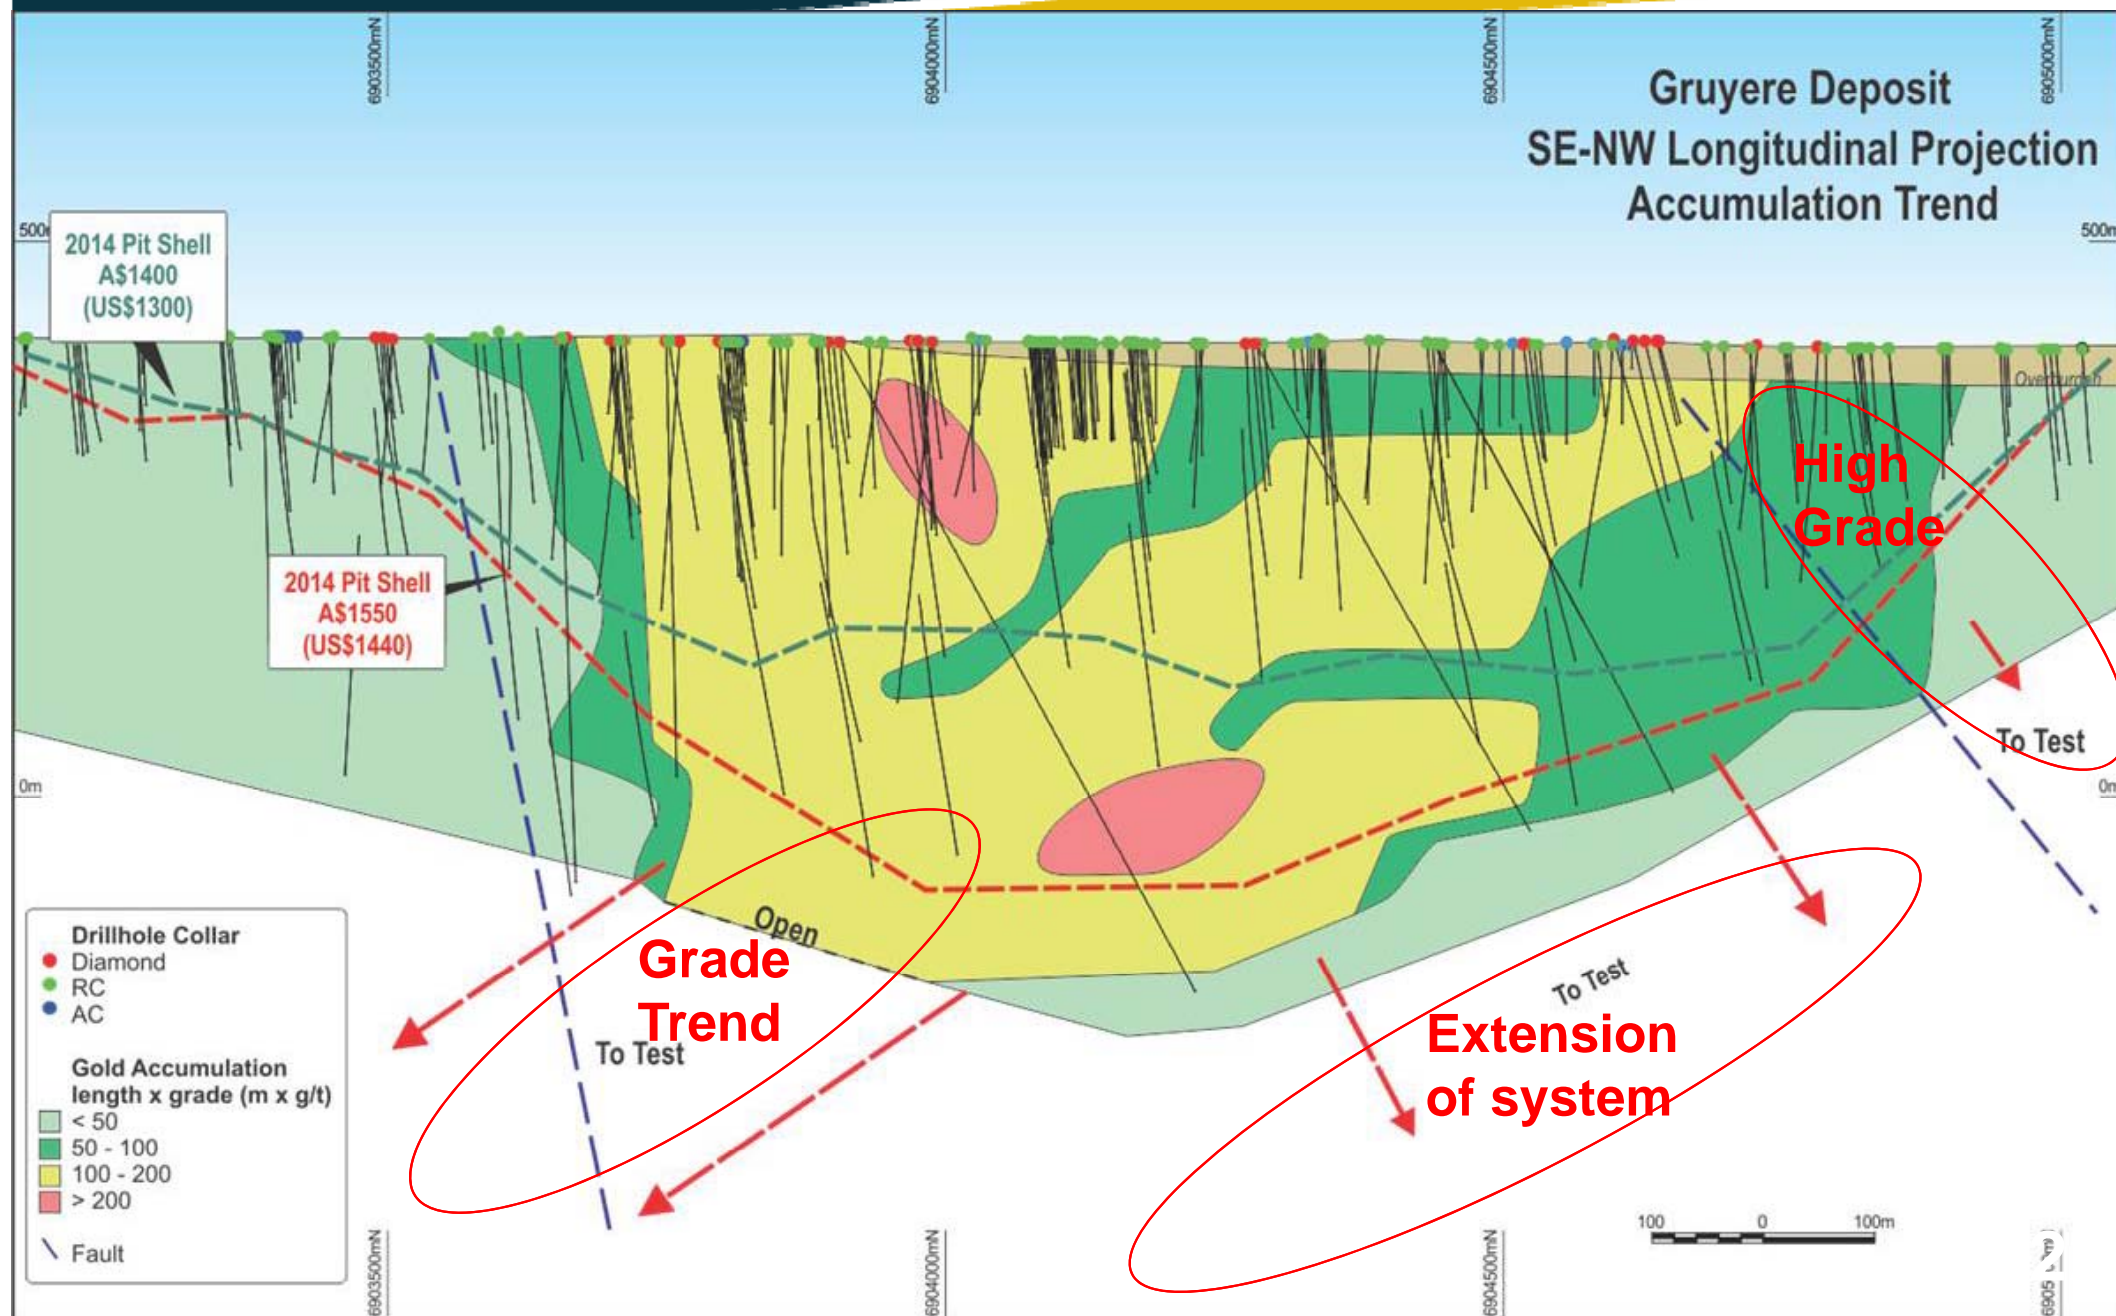 6903500mN
6904000mN
6904500mN
6905000mN
Gruyere Deposit
SE-NW Longitudinal Projection
Accumulation Trend
500m
500m
2014 Pit Shell
A$1400
(US$1300)
Overburden
High
Grade
2014 Pit Shell
A$1550
(US$1440)
To Test
0m
0m
Open
Grade
Trend
To Test
To Test
Extension
of system
Drillhole Collar
Diamond
RC
AC
Gold Accumulation
length x grade (m x g/t)
< 50
50 - 100
100 - 200
> 200
Fault
100 0 100m
6903500mN
6904000mN
6904500mN
6905